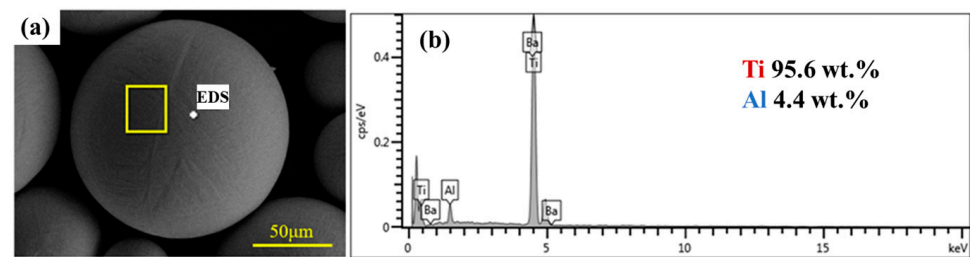 (a)
EDS
50μm
(b)
cps/eV
0.4
0.2
0
Ba
Ti
Ti
Ba
Al
Ba
0
5
10
15
keV
Ti 95.6 wt.%
Al 4.4 wt.%